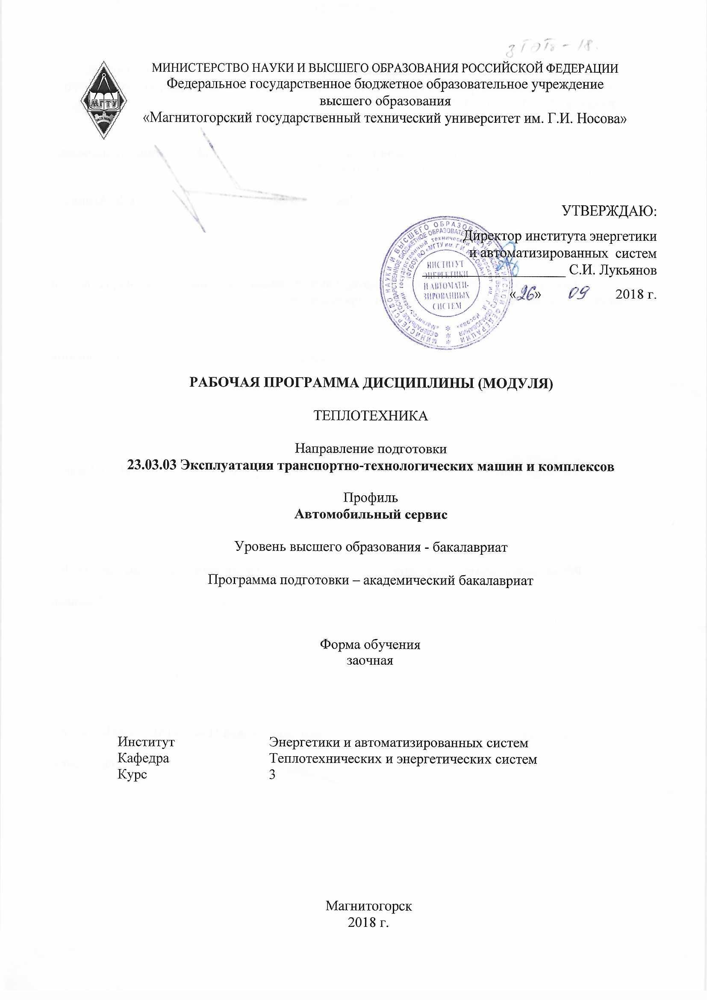 МИНИСТЕРСТВО НАУКИ И ВЫСШЕГО ОБРАЗОВАНИЯ РОССИЙСКОЙ ФЕДЕРАЦИИ
Федеральное государственное бюджетное образовательное учреждение
высшего образования
«Магнитогорский государственный технический университет им. Г.И. Носова»
МГТУ
УТВЕРЖДАЮ:
Директор института энергетики
и автоматизированных систем
С.И. Лукьянов
«26» 09 2018 г.
ИНСТИТУТ
ЭНЕРГЕТИКИ
И АВТОМАТИ-
ЗИРОВАННЫХ
СИСТЕМ
РАБОЧАЯ ПРОГРАММА ДИСЦИПЛИНЫ (МОДУЛЯ)
ТЕПЛОТЕХНИКА
Направление подготовки
23.03.03 Эксплуатация транспортно-технологических машин и комплексов
Профиль
Автомобильный сервис
Уровень высшего образования - бакалавриат
Программа подготовки – академический бакалавриат
Форма обучения
заочная
Институт Энергетики и автоматизированных систем
Кафедра Теплотехнических и энергетических систем
Курс 3
Магнитогорск
2018 г.